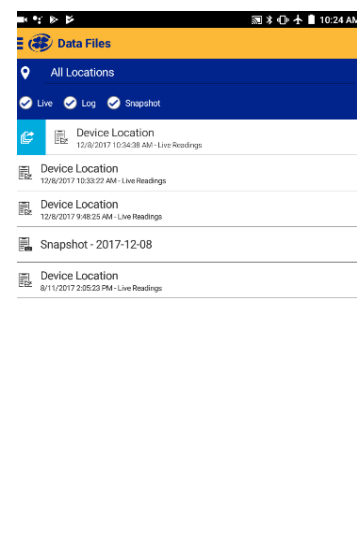 10:24 AM
Data Files
All Locations
Live Log Snapshot
Device Location
12/8/2017 10:34:38 AM - Live Readings
Device Location
12/8/2017 10:33:22 AM - Live Readings
Device Location
12/8/2017 9:48:25 AM - Live Readings
Snapshot - 2017-12-08
Device Location
8/11/2017 2:05:23 PM - Live Readings